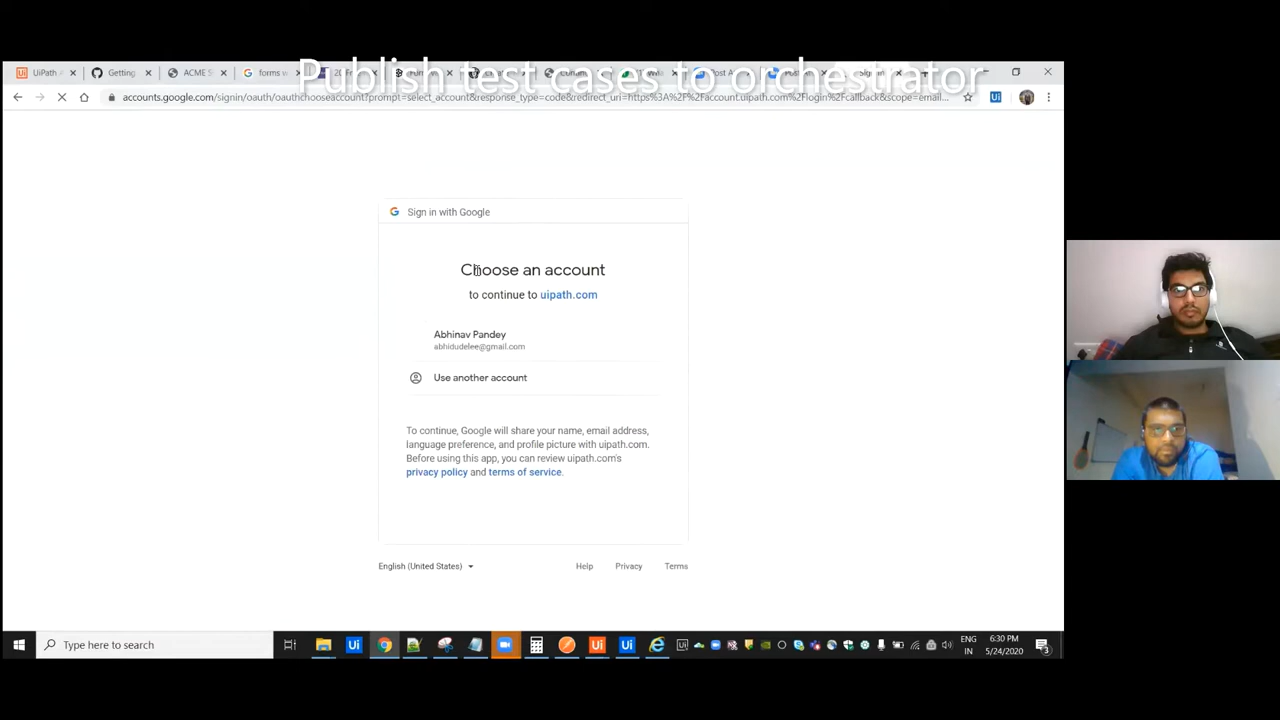 Publish test cases to orchestrator
UiPath
Getting
ACME S
forms w
accounts.google.com/signin/oauth/oauthchooseaccount?prompt=select_account&response_type=code&redirect_uri=https%3A%2F%2Faccount.uipath.com%2Flogin%2Fcallback&scope=email...
Sign in with Google
Choose an account
to continue to uipath.com
Abhinav Pandey
abhidudelee@gmail.com
Use another account
To continue, Google will share your name, email address,
language preference, and profile picture with uipath.com.
Before using this app, you can review uipath.com's
privacy policy and terms of service.
English (United States)
Help Privacy Terms
Type here to search
ENG
IN
6:30 PM
5/24/2020
3